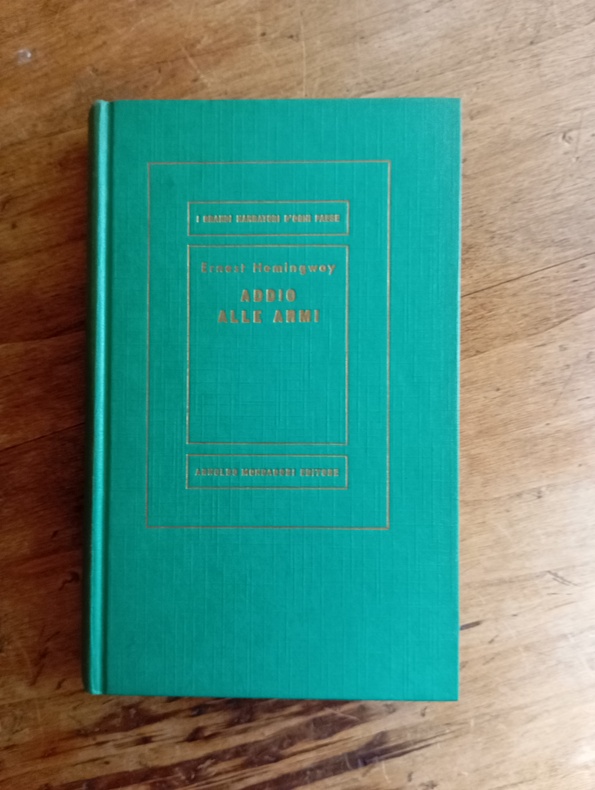 I GRANDI NARRATORI D'OGNI PAESE
Ernest Hemingway
ADDIO
ALLE ARMI
ARNOLDO MONDADORI EDITORE